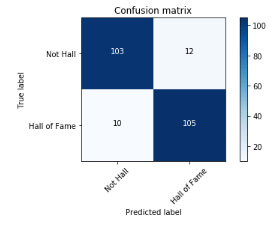 Confusion matrix
Not Hall
103
12
Hall of Fame
10
105
True label
Not Hall
Hall of Fame
Predicted label
100
80
60
40
20